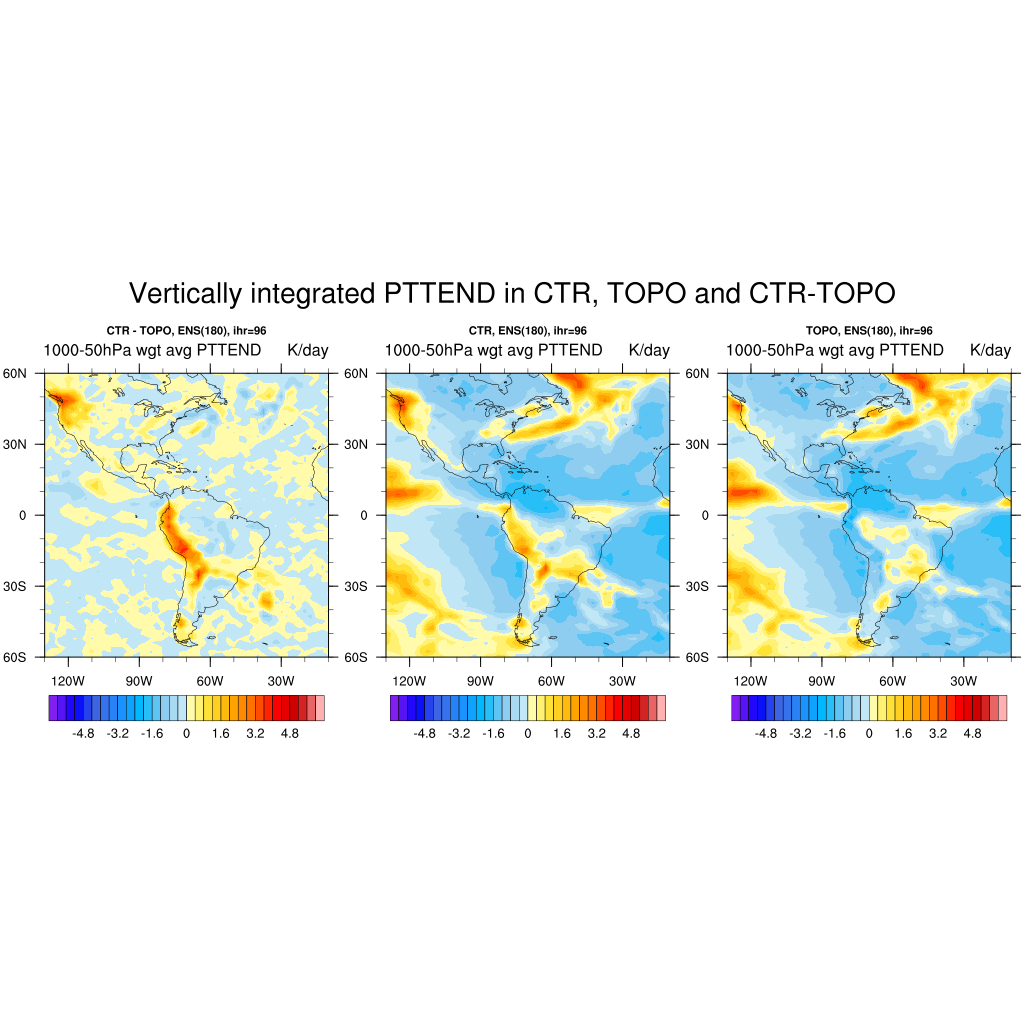 Vertically integrated PTTEND in CTR, TOPO and CTR-TOPO
CTR - TOPO, ENS(180), ihr=96
1000-50hPa wgt avg PTTEND K/day
60N
30N
0
30S
60S
120W 90W 60W 30W
-4.8 -3.2 -1.6 0 1.6 3.2 4.8
CTR, ENS(180), ihr=96
1000-50hPa wgt avg PTTEND K/day
60N
30N
0
30S
60S
120W 90W 60W 30W
-4.8 -3.2 -1.6 0 1.6 3.2 4.8
TOPO, ENS(180), ihr=96
1000-50hPa wgt avg PTTEND K/day
60N
30N
0
30S
60S
120W 90W 60W 30W
-4.8 -3.2 -1.6 0 1.6 3.2 4.8